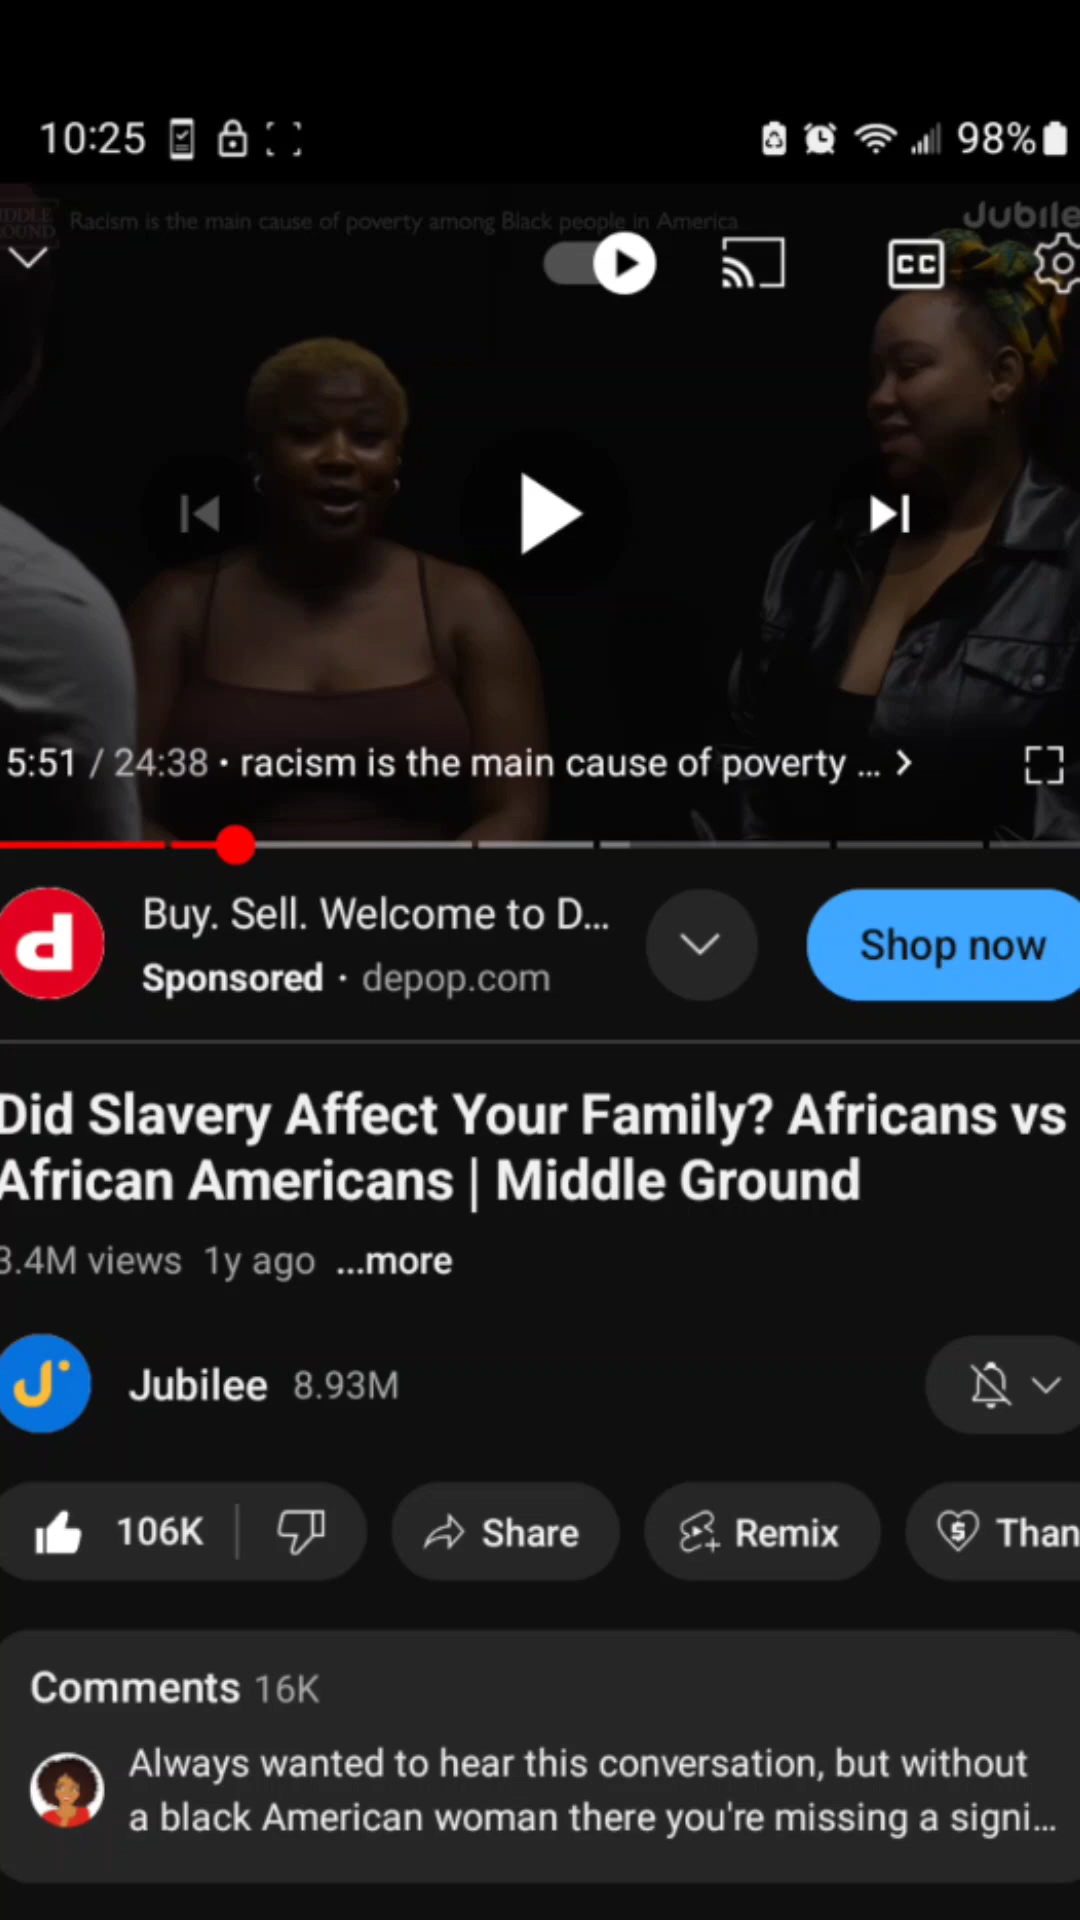 10:25
98%
Racism is the main cause of poverty among Black people in America
Jubile
CC
5:51 / 24:38 · racism is the main cause of poverty ...
Buy. Sell. Welcome to D...
Shop now
Sponsored · depop.com
Did Slavery Affect Your Family? Africans vs
African Americans | Middle Ground
3.4M views 1y ago ...more
Jubilee 8.93M
106K Share Remix Than
Comments 16K
Always wanted to hear this conversation, but without
a black American woman there you're missing a signi...